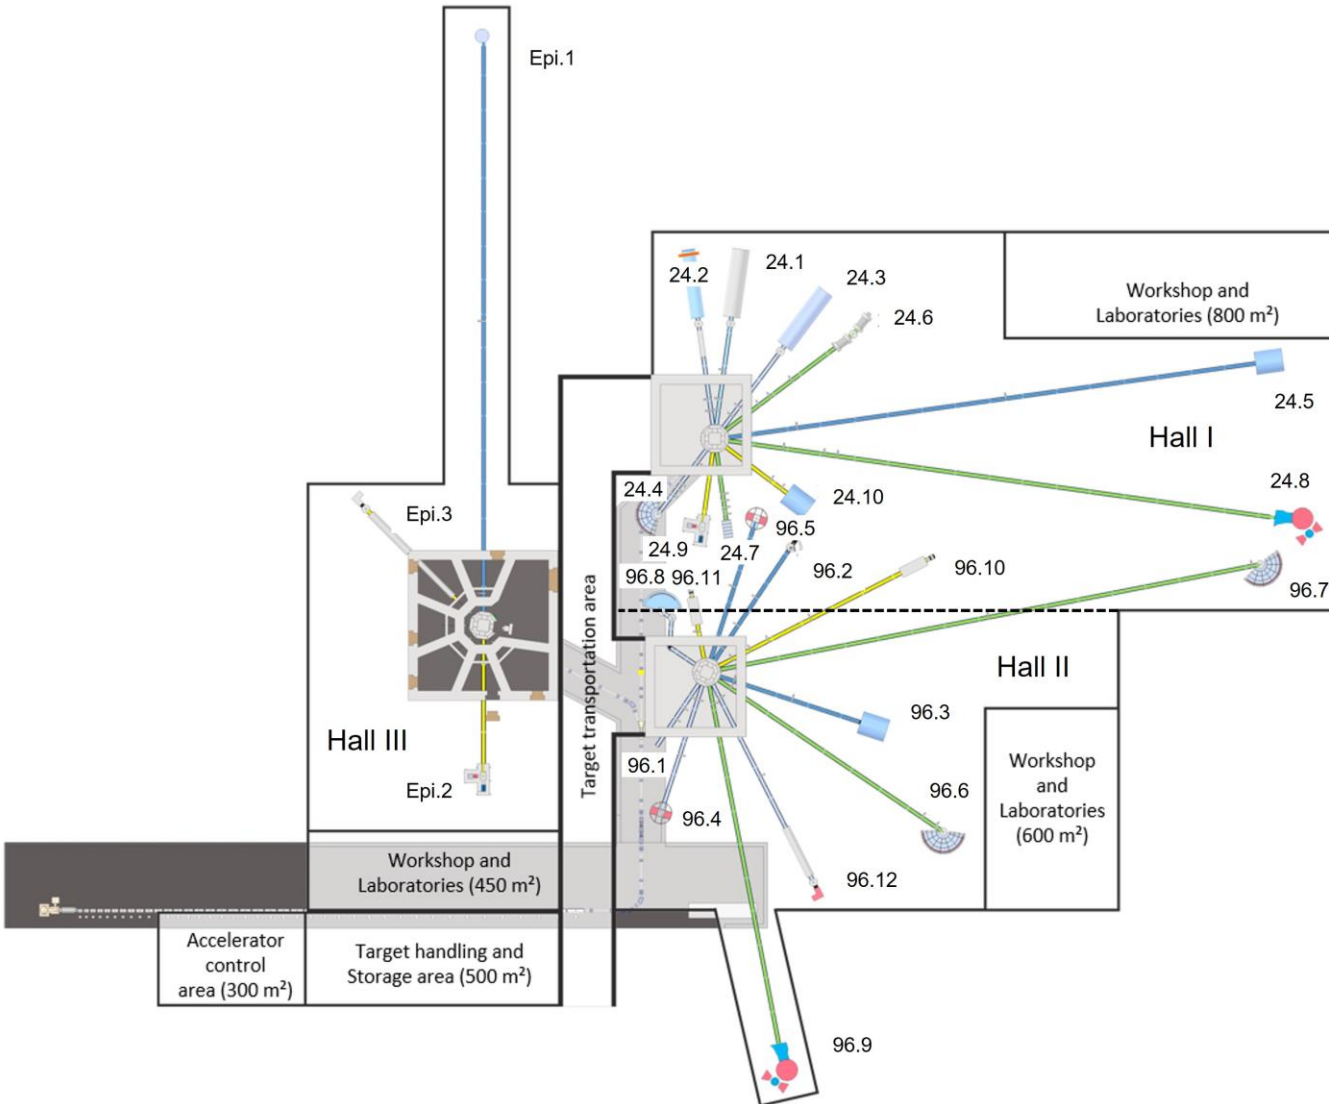 Epi.1
24.2
24.1
24.3
24.6
Workshop and
Laboratories (800 m²)
24.5
Hall I
24.8
24.4
24.10
Epi.3
24.9
24.7
96.5
96.8
96.11
96.2
96.10
96.7
Target transportation area
Hall II
96.3
Hall III
96.1
Epi.2
96.4
96.6
Workshop
and
Laboratories
(600 m²)
Workshop and
Laboratories (450 m²)
96.12
Accelerator
control
area (300 m²)
Target handling and
Storage area (500 m²)
96.9